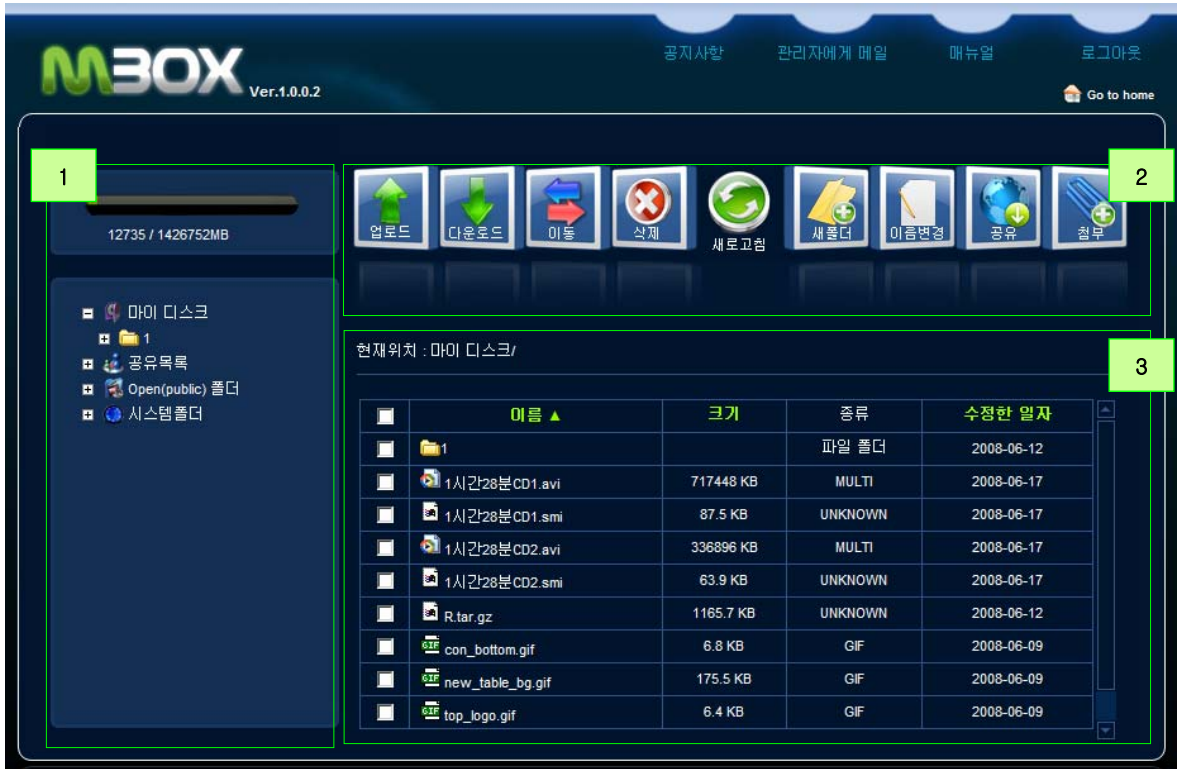 MBOX Ver.1.0.0.2
공지사항 관리자에게 메일 매뉴얼 로그아웃
Go to home
1
12735 / 1426752MB
마이 디스크
1
공유목록
Open(public) 폴더
시스템폴더
2
업로드 다운로드 이동 삭제 새로고침 새폴더 이름변경 공유 첨부
3
현재위치 : 마이 디스크/
이름 ▲ 크기 종류 수정한 일자
1 파일 폴더 2008-06-12
1시간28분CD1.avi 717448 KB MULTI 2008-06-17
1시간28분CD1.smi 87.5 KB UNKNOWN 2008-06-17
1시간28분CD2.avi 336896 KB MULTI 2008-06-17
1시간28분CD2.smi 63.9 KB UNKNOWN 2008-06-17
R.tar.gz 1165.7 KB UNKNOWN 2008-06-12
GIF con_bottom.gif 6.8 KB GIF 2008-06-09
GIF new_table_bg.gif 175.5 KB GIF 2008-06-09
GIF top_logo.gif 6.4 KB GIF 2008-06-09